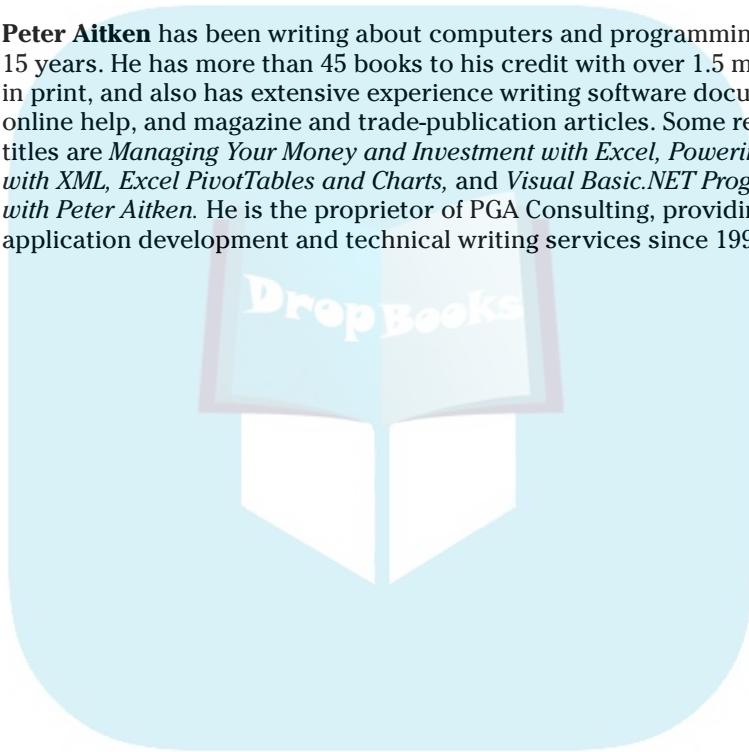 Peter Aitken has been writing about computers and programmin
15 years. He has more than 45 books to his credit with over 1.5 m
in print, and also has extensive experience writing software docu
online help, and magazine and trade-publication articles. Some re
titles are Managing Your Money and Investment with Excel, Powerin
with XML, Excel PivotTables and Charts, and Visual Basic.NET Prog
with Peter Aitken. He is the proprietor of PGA Consulting, providin
application development and technical writing services since 199
DropBooks